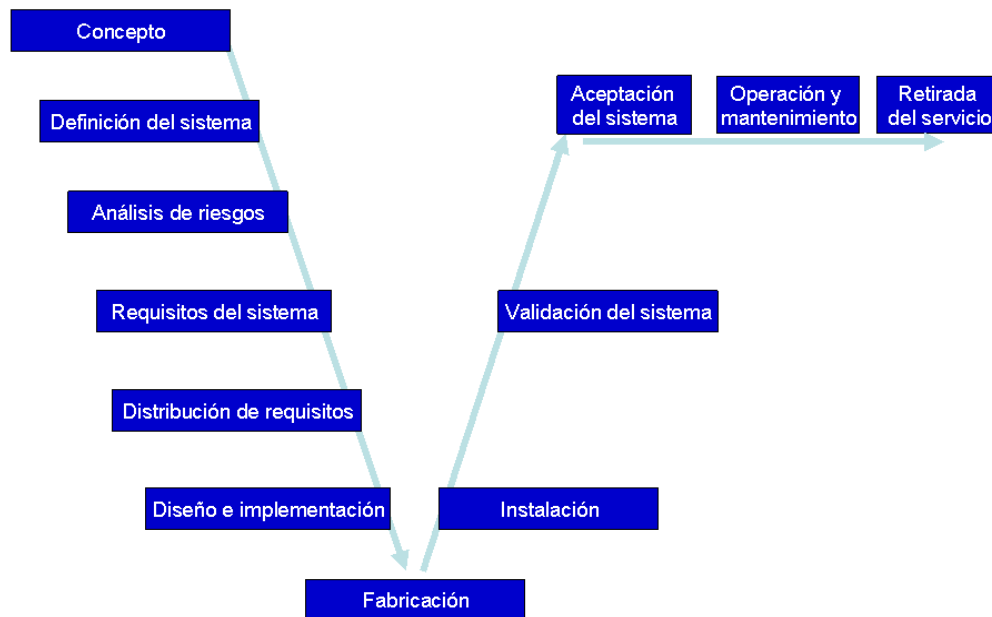 Concepto
Definición del sistema
Análisis de riesgos
Requisitos del sistema
Distribución de requisitos
Diseño e implementación
Fabricación
Instalación
Validación del sistema
Aceptación
del sistema
Operación y
mantenimiento
Retirada
del servicio